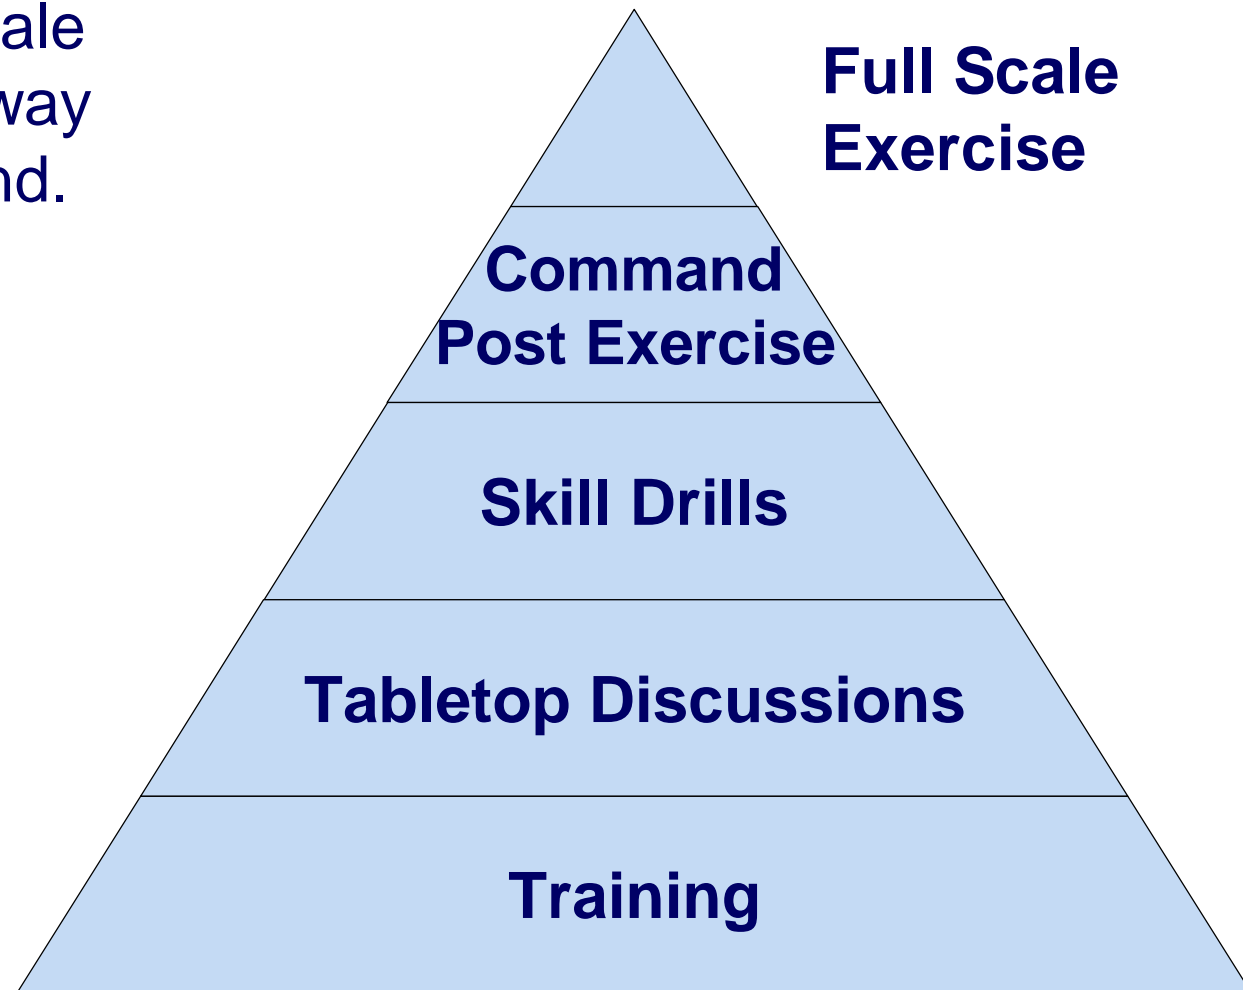 ale
way
nd.
Full Scale
Exercise
Command
Post Exercise
Skill Drills
Tabletop Discussions
Training